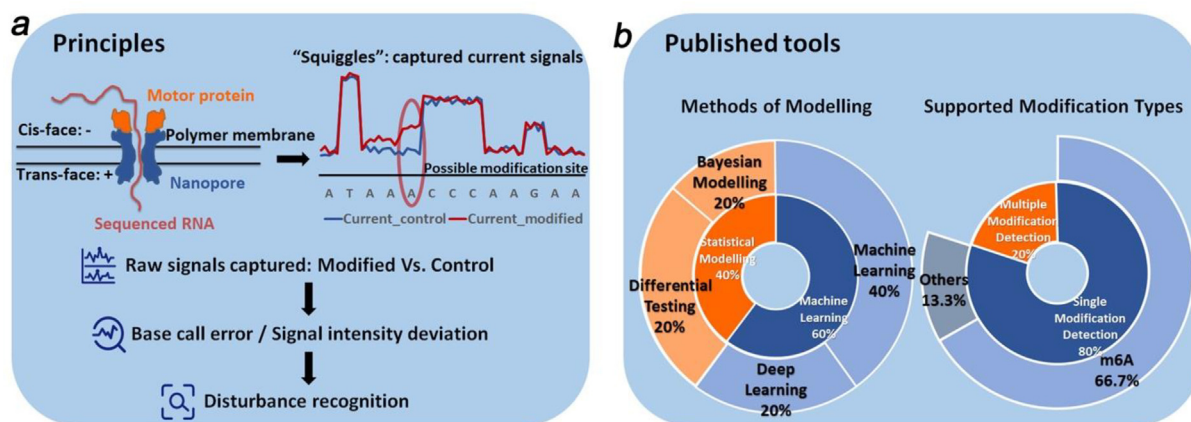 a
Principles
"Squiggles": captured current signals
Motor protein
Cis-face: -
Polymer membrane
Trans-face: +
Nanopore
Possible modification site
A T A A A C C C A A G A A
Current_control
Current_modified
Sequenced RNA
Raw signals captured: Modified Vs. Control
Base call error / Signal intensity deviation
Disturbance recognition
b
Published tools
Methods of Modelling
Bayesian
Modelling
20%
Statistical
Modelling
40%
Differential
Testing
20%
Machine
Learning
40%
Machine
Learning
60%
Deep
Learning
20%
Supported Modification Types
Multiple
Modification
Detection
20%
Others
13.3%
Single
Modification
Detection
80%
m6A
66.7%